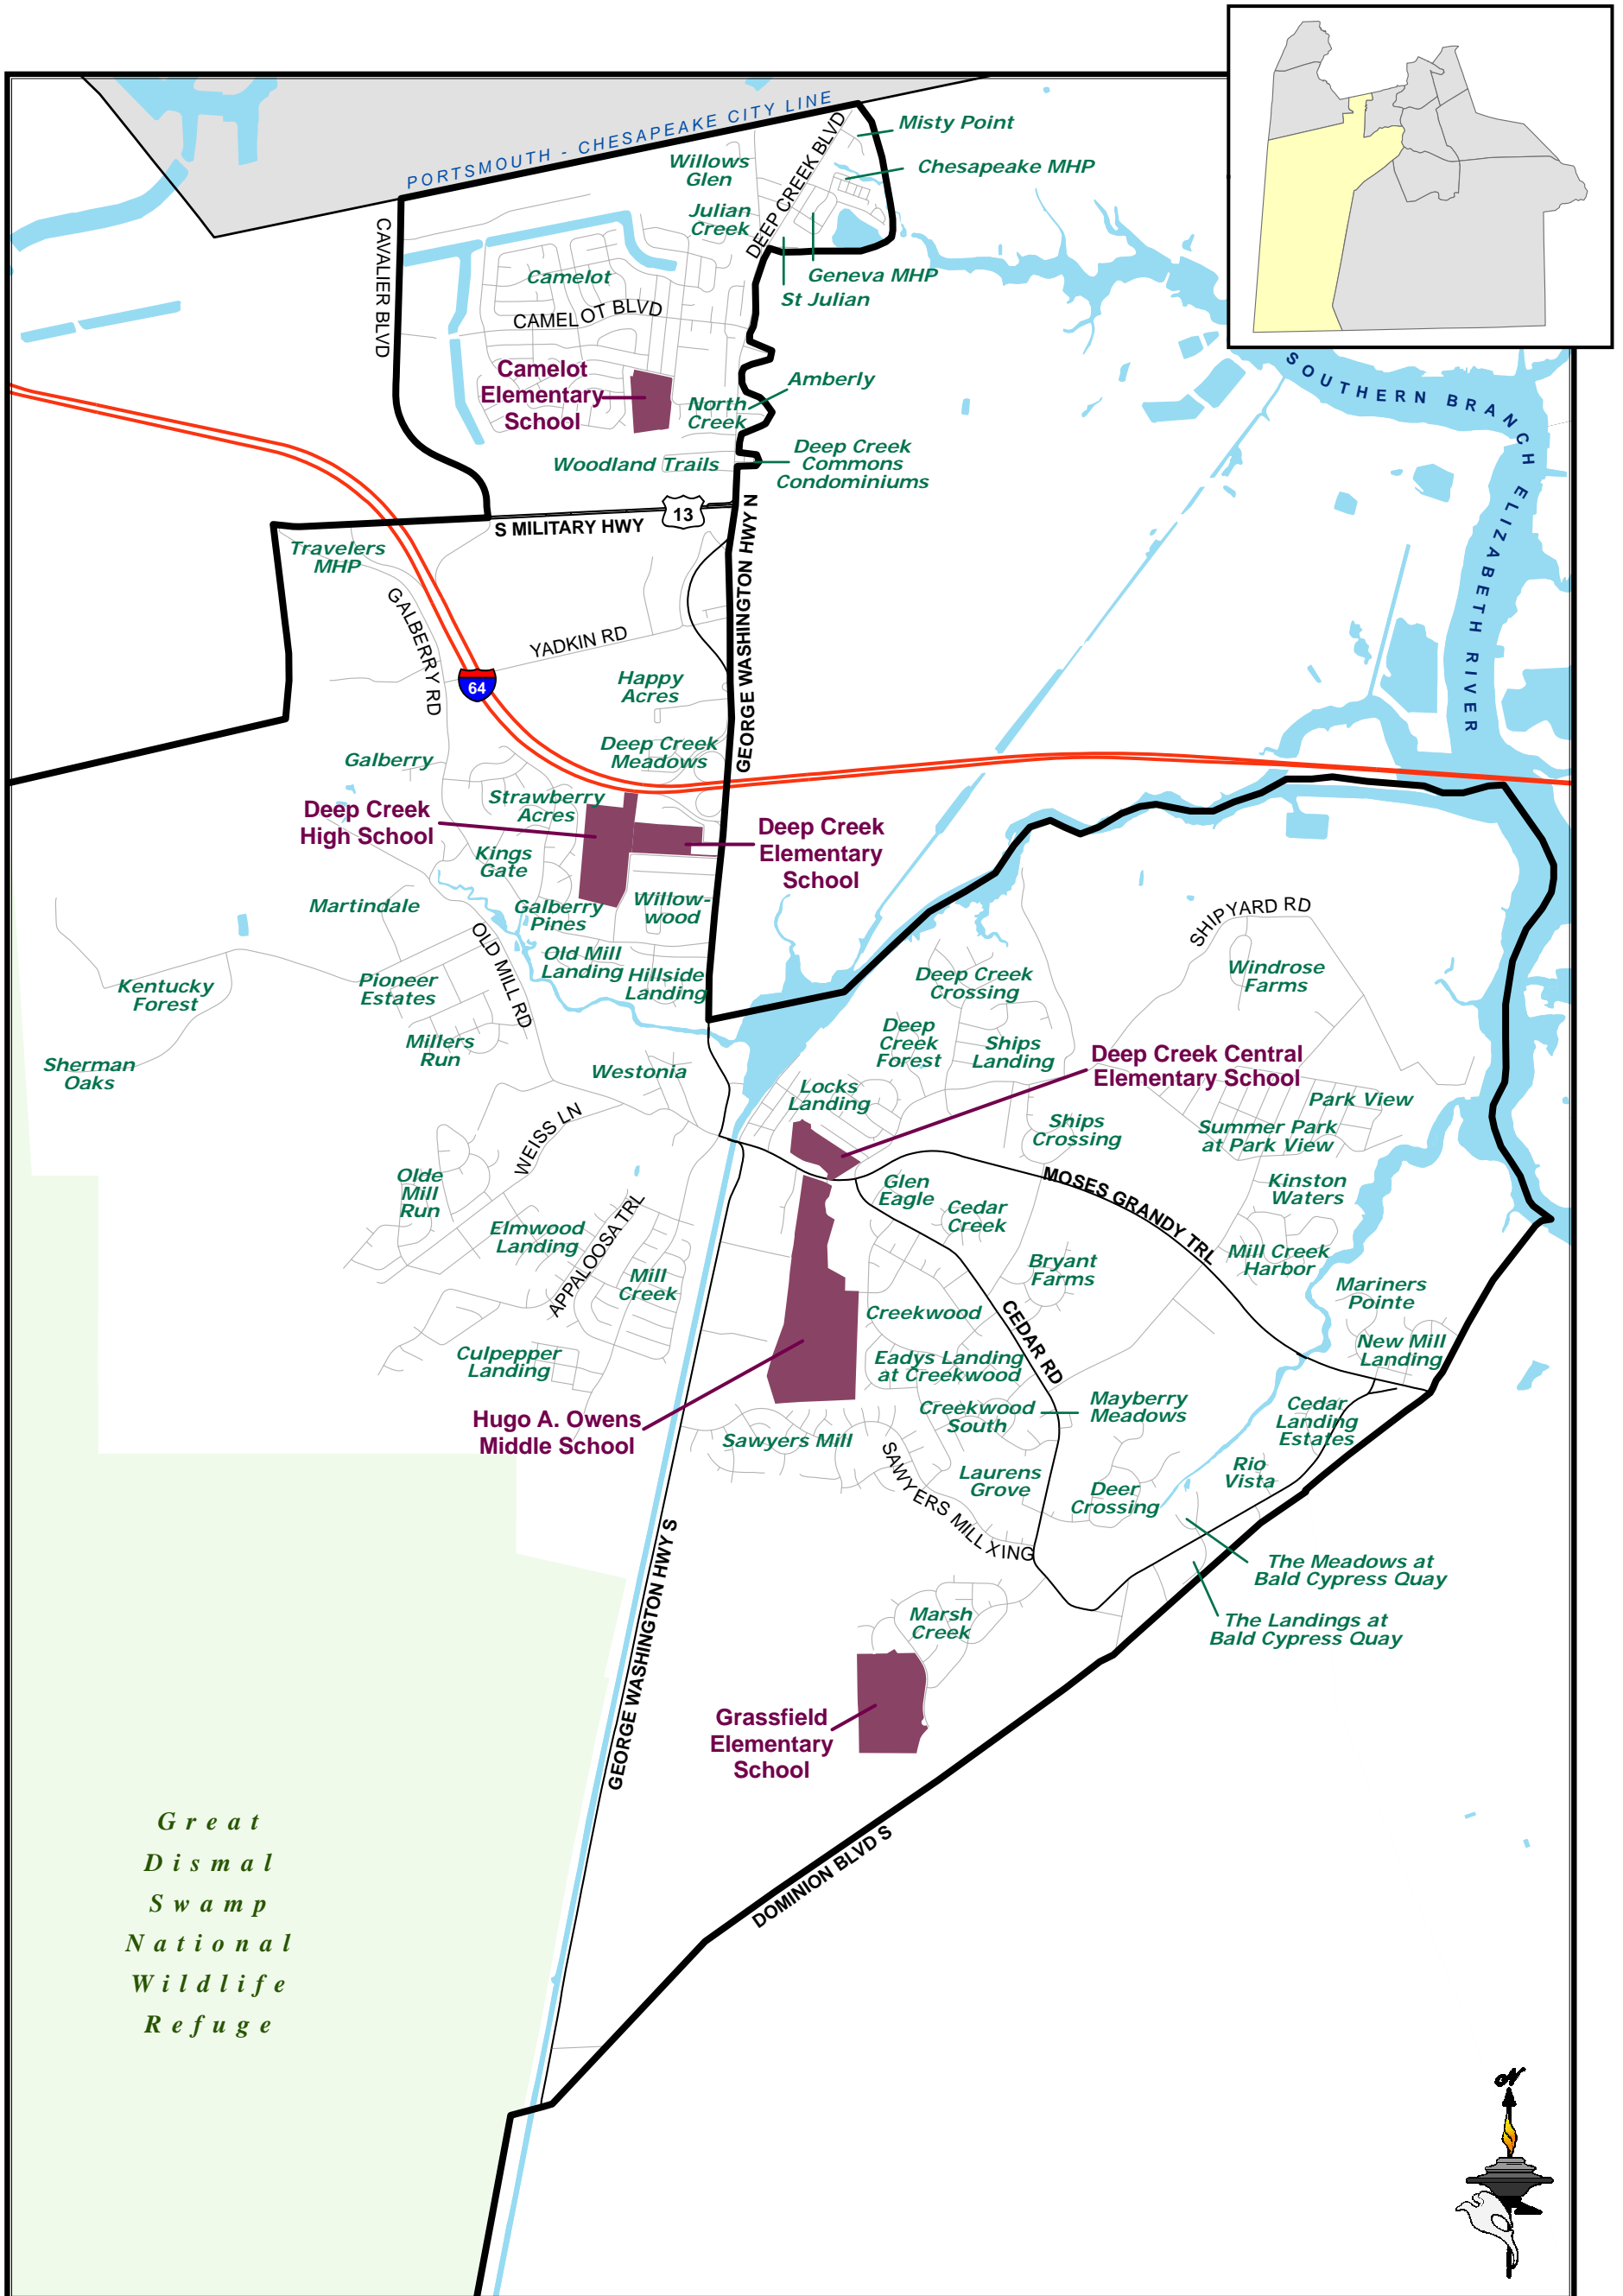 PORTSMOUTH - CHESAPEAKE CITY LINE
Misty Point
Willows
Glen
DEEP CREEK BLVD
Chesapeake MHP
Julian
Creek
CAVALIER BLVD
Camelot
Geneva MHP
St Julian
CAMELOT BLVD
Camelot
Elementary
School
Amberly
North
Creek
SOUTHERN BRANCH ELIZABETH RIVER
Woodland Trails
Deep Creek
Commons
Condominiums
S MILITARY HWY
13
GEORGE WASHINGTON HWY N
Travelers
MHP
GALBERRY RD
YADKIN RD
64
Happy
Acres
Deep Creek
Meadows
Galberry
Strawberry
Acres
Deep Creek
High School
Deep Creek
Elementary
School
Kings
Gate
Martindale
Galberry
Pines
Willow-
wood
SHIPYARD RD
OLD MILL RD
Old Mill
Landing
Hillside
Landing
Kentucky
Forest
Pioneer
Estates
Deep Creek
Crossing
Windrose
Farms
Millers
Run
Deep
Creek
Forest
Ships
Landing
Sherman
Oaks
Westonia
Deep Creek Central
Elementary School
Locks
Landing
Park View
WEISS LN
Ships
Crossing
Summer Park
at Park View
Olde
Mill
Run
Glen
Eagle
MOSES GRANDY TRL
Kinston
Waters
Elmwood
Landing
APPALOOSA TRL
Cedar
Creek
Mill Creek
Harbor
Mill
Creek
Bryant
Farms
Mariners
Pointe
Creekwood
CEDAR RD
New Mill
Landing
Culpepper
Landing
Eadys Landing
at Creekwood
Hugo A. Owens
Middle School
Creekwood
South
Mayberry
Meadows
Cedar
Landing
Estates
Sawyers Mill
SAWYERS MILL XING
Laurens
Grove
Deer
Crossing
Rio
Vista
GEORGE WASHINGTON HWY S
The Meadows at
Bald Cypress Quay
Marsh
Creek
The Landings at
Bald Cypress Quay
Grassfield
Elementary
School
DOMINION BLVD S
Great
Dismal
Swamp
National
Wildlife
Refuge
N